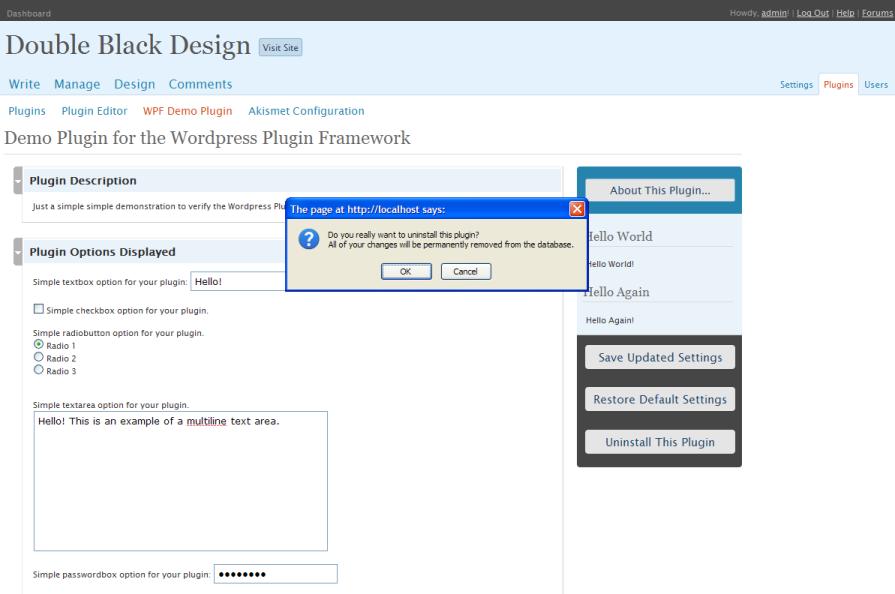 Dashboard
Howdy, admin! | Log Out | Help | Forums
Double Black Design Visit Site
Write Manage Design Comments
Settings Plugins Users
Plugins Plugin Editor WPF Demo Plugin Akismet Configuration
Demo Plugin for the Wordpress Plugin Framework
Plugin Description
Just a simple simple demonstration to verify the Wordpress
The page at http://localhost says:
Do you really want to uninstall this plugin?
All of your changes will be permanently removed from the database.
OK Cancel
Plugin Options Displayed
Simple textbox option for your plugin: Hello!
Simple checkbox option for your plugin.
Simple radiobutton option for your plugin.
Radio 1
Radio 2
Radio 3
Simple textarea option for your plugin.
Hello! This is an example of a multiline text area.
Simple passwordbox option for your plugin: ••••••••
About This Plugin...
Hello World
Hello World!
Hello Again
Hello Again!
Save Updated Settings
Restore Default Settings
Uninstall This Plugin